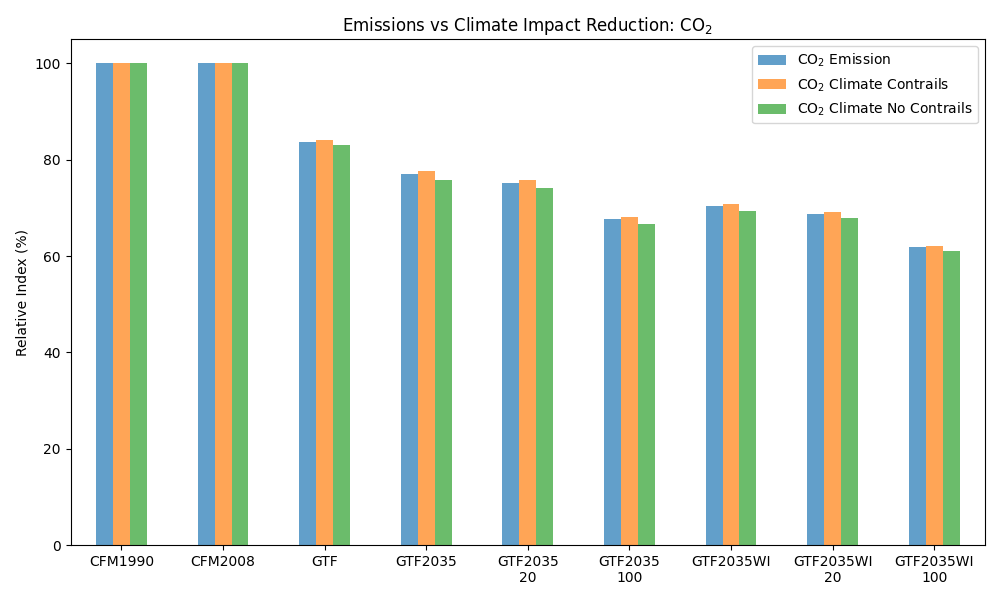 Emissions vs Climate Impact Reduction: CO₂
CO₂ Emission
CO₂ Climate Contrails
CO₂ Climate No Contrails
Relative Index (%)
100
80
60
40
20
0
CFM1990
CFM2008
GTF
GTF2035
GTF2035
20
GTF2035
100
GTF2035WI
GTF2035WI
20
GTF2035WI
100